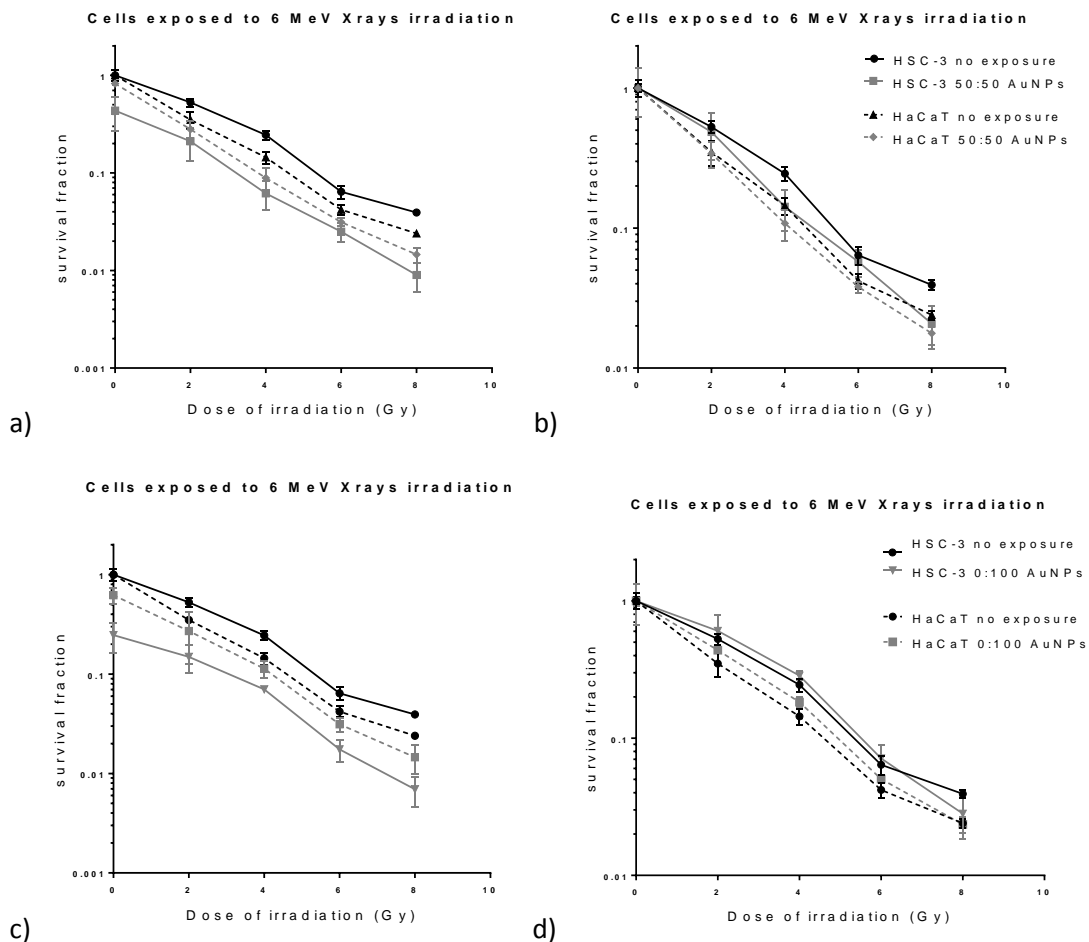 Cells exposed to 6 MeV Xrays irradiation
1
0.1
0.01
0.001
survival fraction
0 2 4 6 8 10
Dose of irradiation (Gy)
a)
Cells exposed to 6 MeV Xrays irradiation
HSC-3 no exposure
HSC-3 50:50 AuNPs
HaCaT no exposure
HaCaT 50:50 AuNPs
1
0.1
0.01
survival fraction
0 2 4 6 8 10
Dose of irradiation (Gy)
b)
Cells exposed to 6 MeV Xrays irradiation
1
0.1
0.01
0.001
survival fraction
0 2 4 6 8 10
Dose of irradiation (Gy)
c)
Cells exposed to 6 MeV Xrays irradiation
HSC-3 no exposure
HSC-3 0:100 AuNPs
HaCaT no exposure
HaCaT 0:100 AuNPs
1
0.1
0.01
survival fraction
0 2 4 6 8 10
Dose of irradiation (Gy)
d)